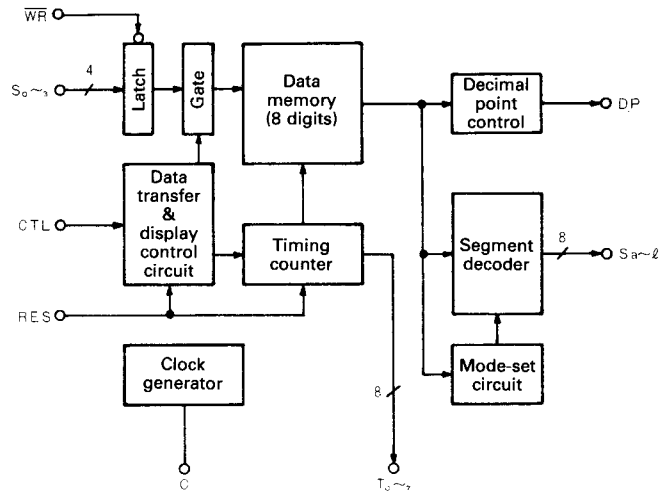 WR
4
S₀~₃
Latch
Gate
Data
memory
(8 digits)
Decimal
point
control
DP
CTL
Data
transfer
&
display
control
circuit
Timing
counter
Segment
decoder
8
Sa~ℓ
RES
Clock
generator
Mode-set
circuit
8
C
T₀~₇